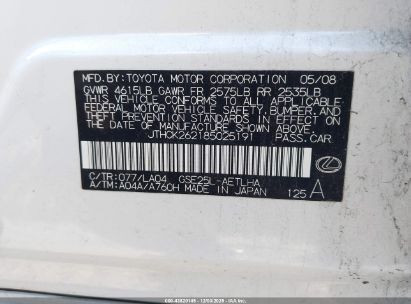 MFD. BY: TOYOTA MOTOR CORPORATION 05/08
GVWR 4615LB GAWR FR 2575LB RR 2535LB
THIS VEHICLE CONFORMS TO ALL APPLICABLE
FEDERAL MOTOR VEHICLE SAFETY, BUMPER, AND
THEFT PREVENTION STANDARDS IN EFFECT ON
THE DATE OF MANUFACTURE SHOWN ABOVE.
JTHCK262185025191 PASS.CAR
C/TR: 077/LA04 GSE25L-AETLHA
A/TM: A04A/A760H MADE IN JAPAN 125 A